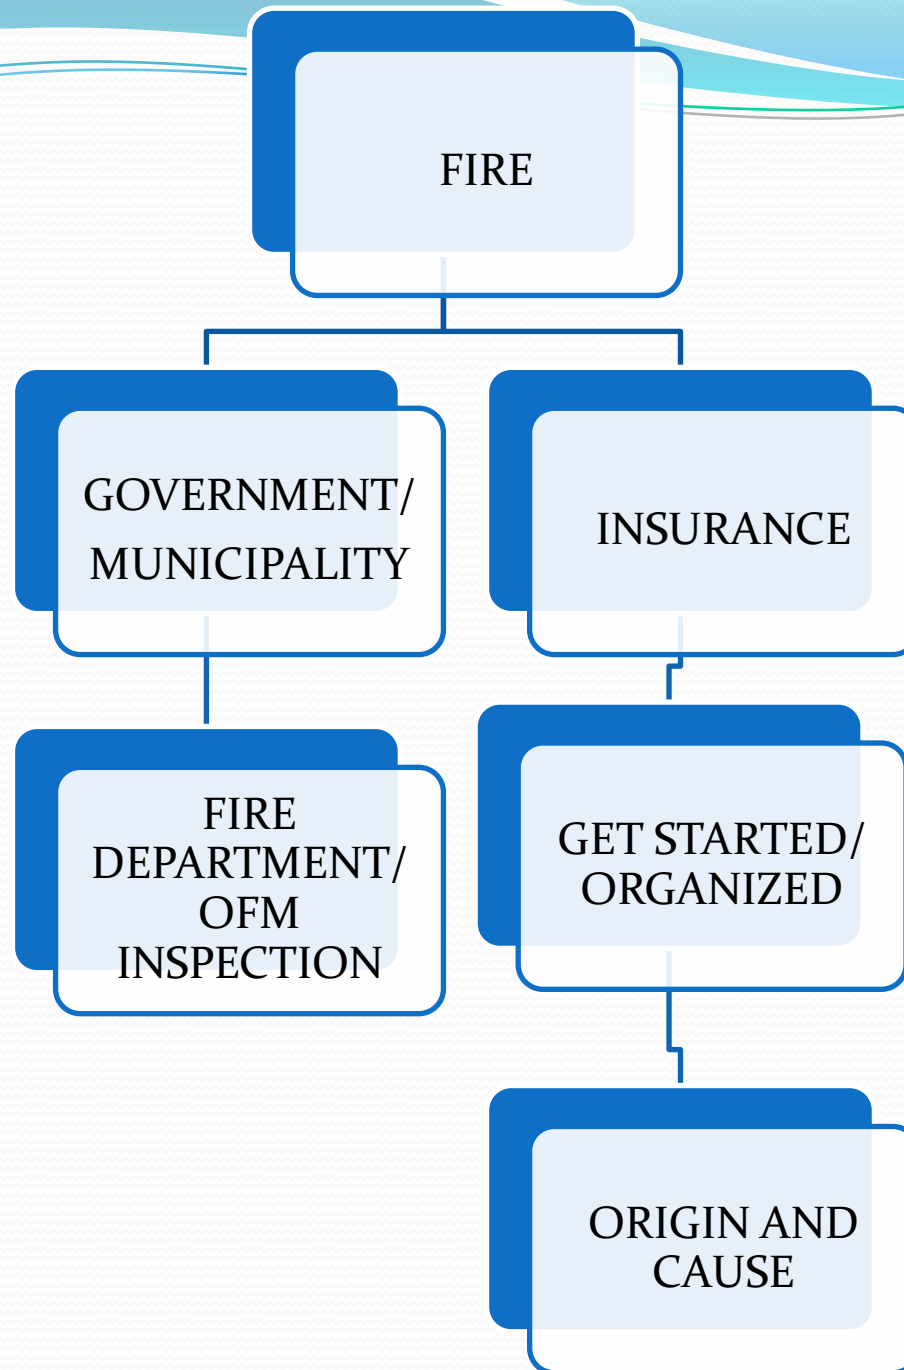 FIRE
GOVERNMENT/
MUNICIPALITY
INSURANCE
FIRE
DEPARTMENT/
OFM
INSPECTION
GET STARTED/
ORGANIZED
ORIGIN AND
CAUSE